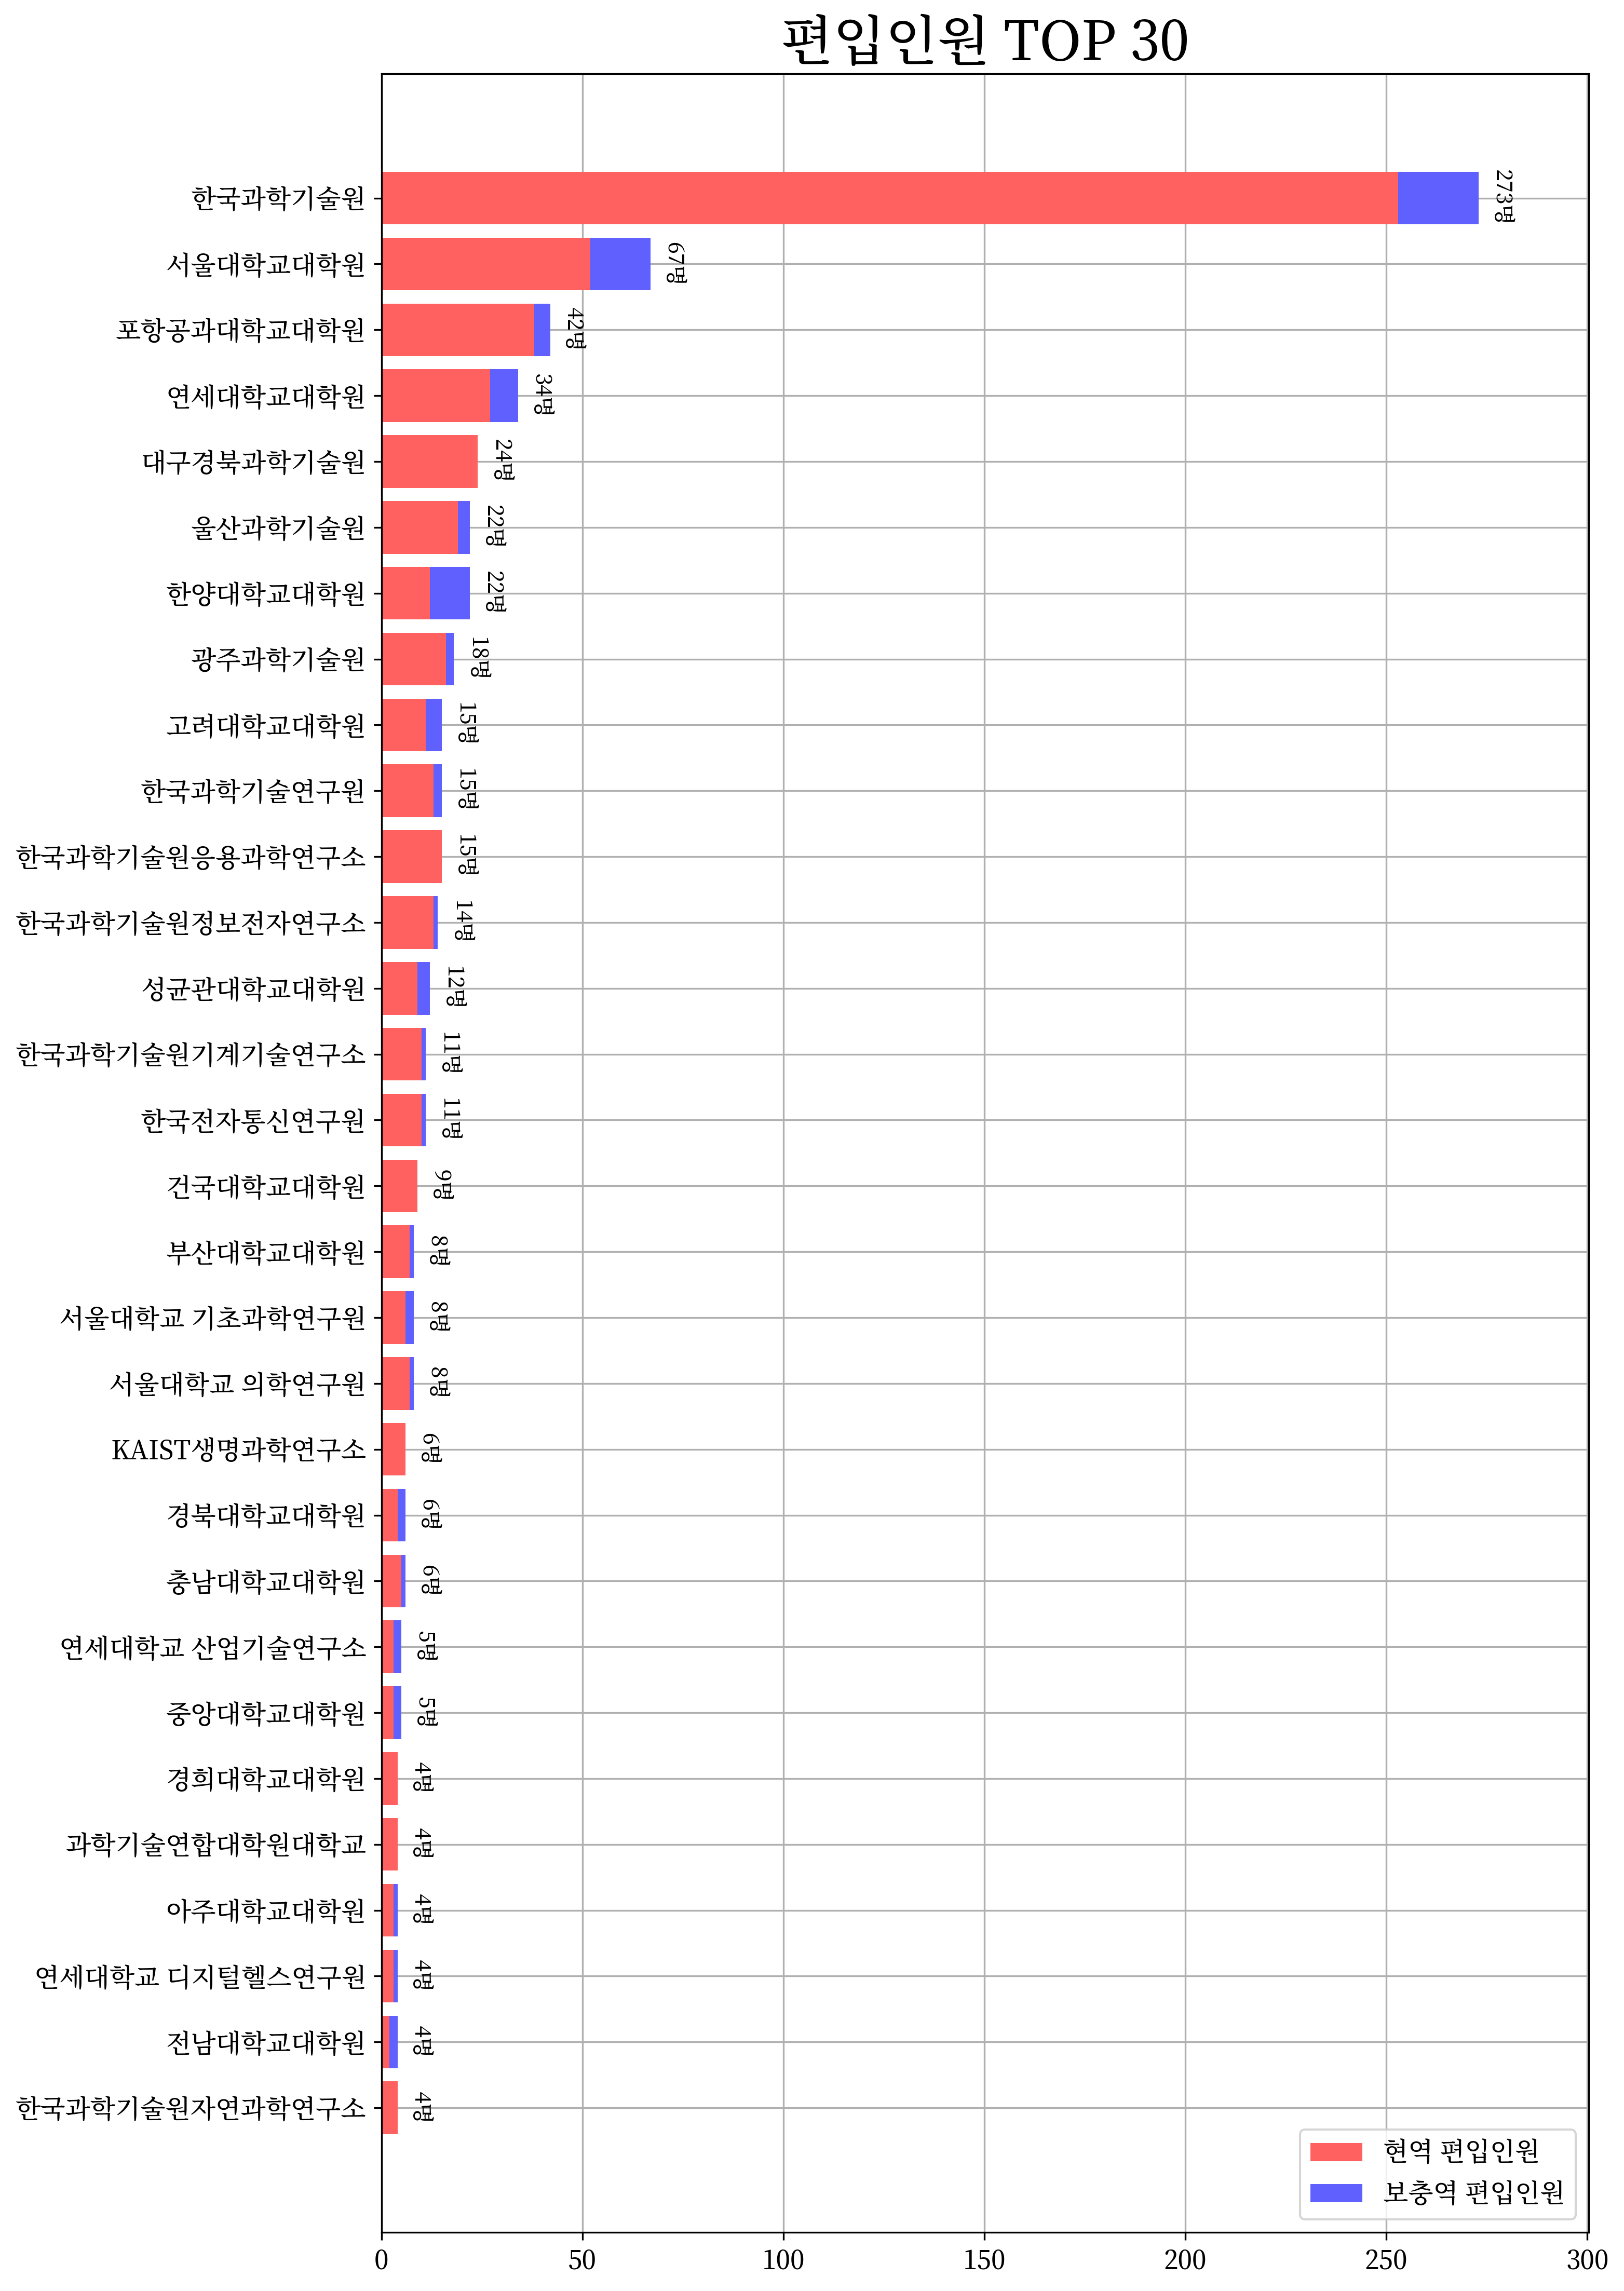 편입인원 TOP 30
한국과학기술원 273명
서울대학교대학원 67명
포항공과대학교대학원 42명
연세대학교대학원 34명
대구경북과학기술원 24명
울산과학기술원 22명
한양대학교대학원 22명
광주과학기술원 18명
고려대학교대학원 15명
한국과학기술연구원 15명
한국과학기술원응용과학연구소 15명
한국과학기술원정보전자연구소 14명
성균관대학교대학원 12명
한국과학기술원기계기술연구소 11명
한국전자통신연구원 11명
건국대학교대학원 9명
부산대학교대학원 8명
서울대학교 기초과학연구원 8명
서울대학교 의학연구원 8명
KAIST생명과학연구소 6명
경북대학교대학원 6명
충남대학교대학원 6명
연세대학교 산업기술연구소 5명
중앙대학교대학원 5명
경희대학교대학원 4명
과학기술연합대학원대학교 4명
아주대학교대학원 4명
연세대학교 디지털헬스연구원 4명
전남대학교대학원 4명
한국과학기술원자연과학연구소 4명
현역 편입인원
보충역 편입인원
0 50 100 150 200 250 300